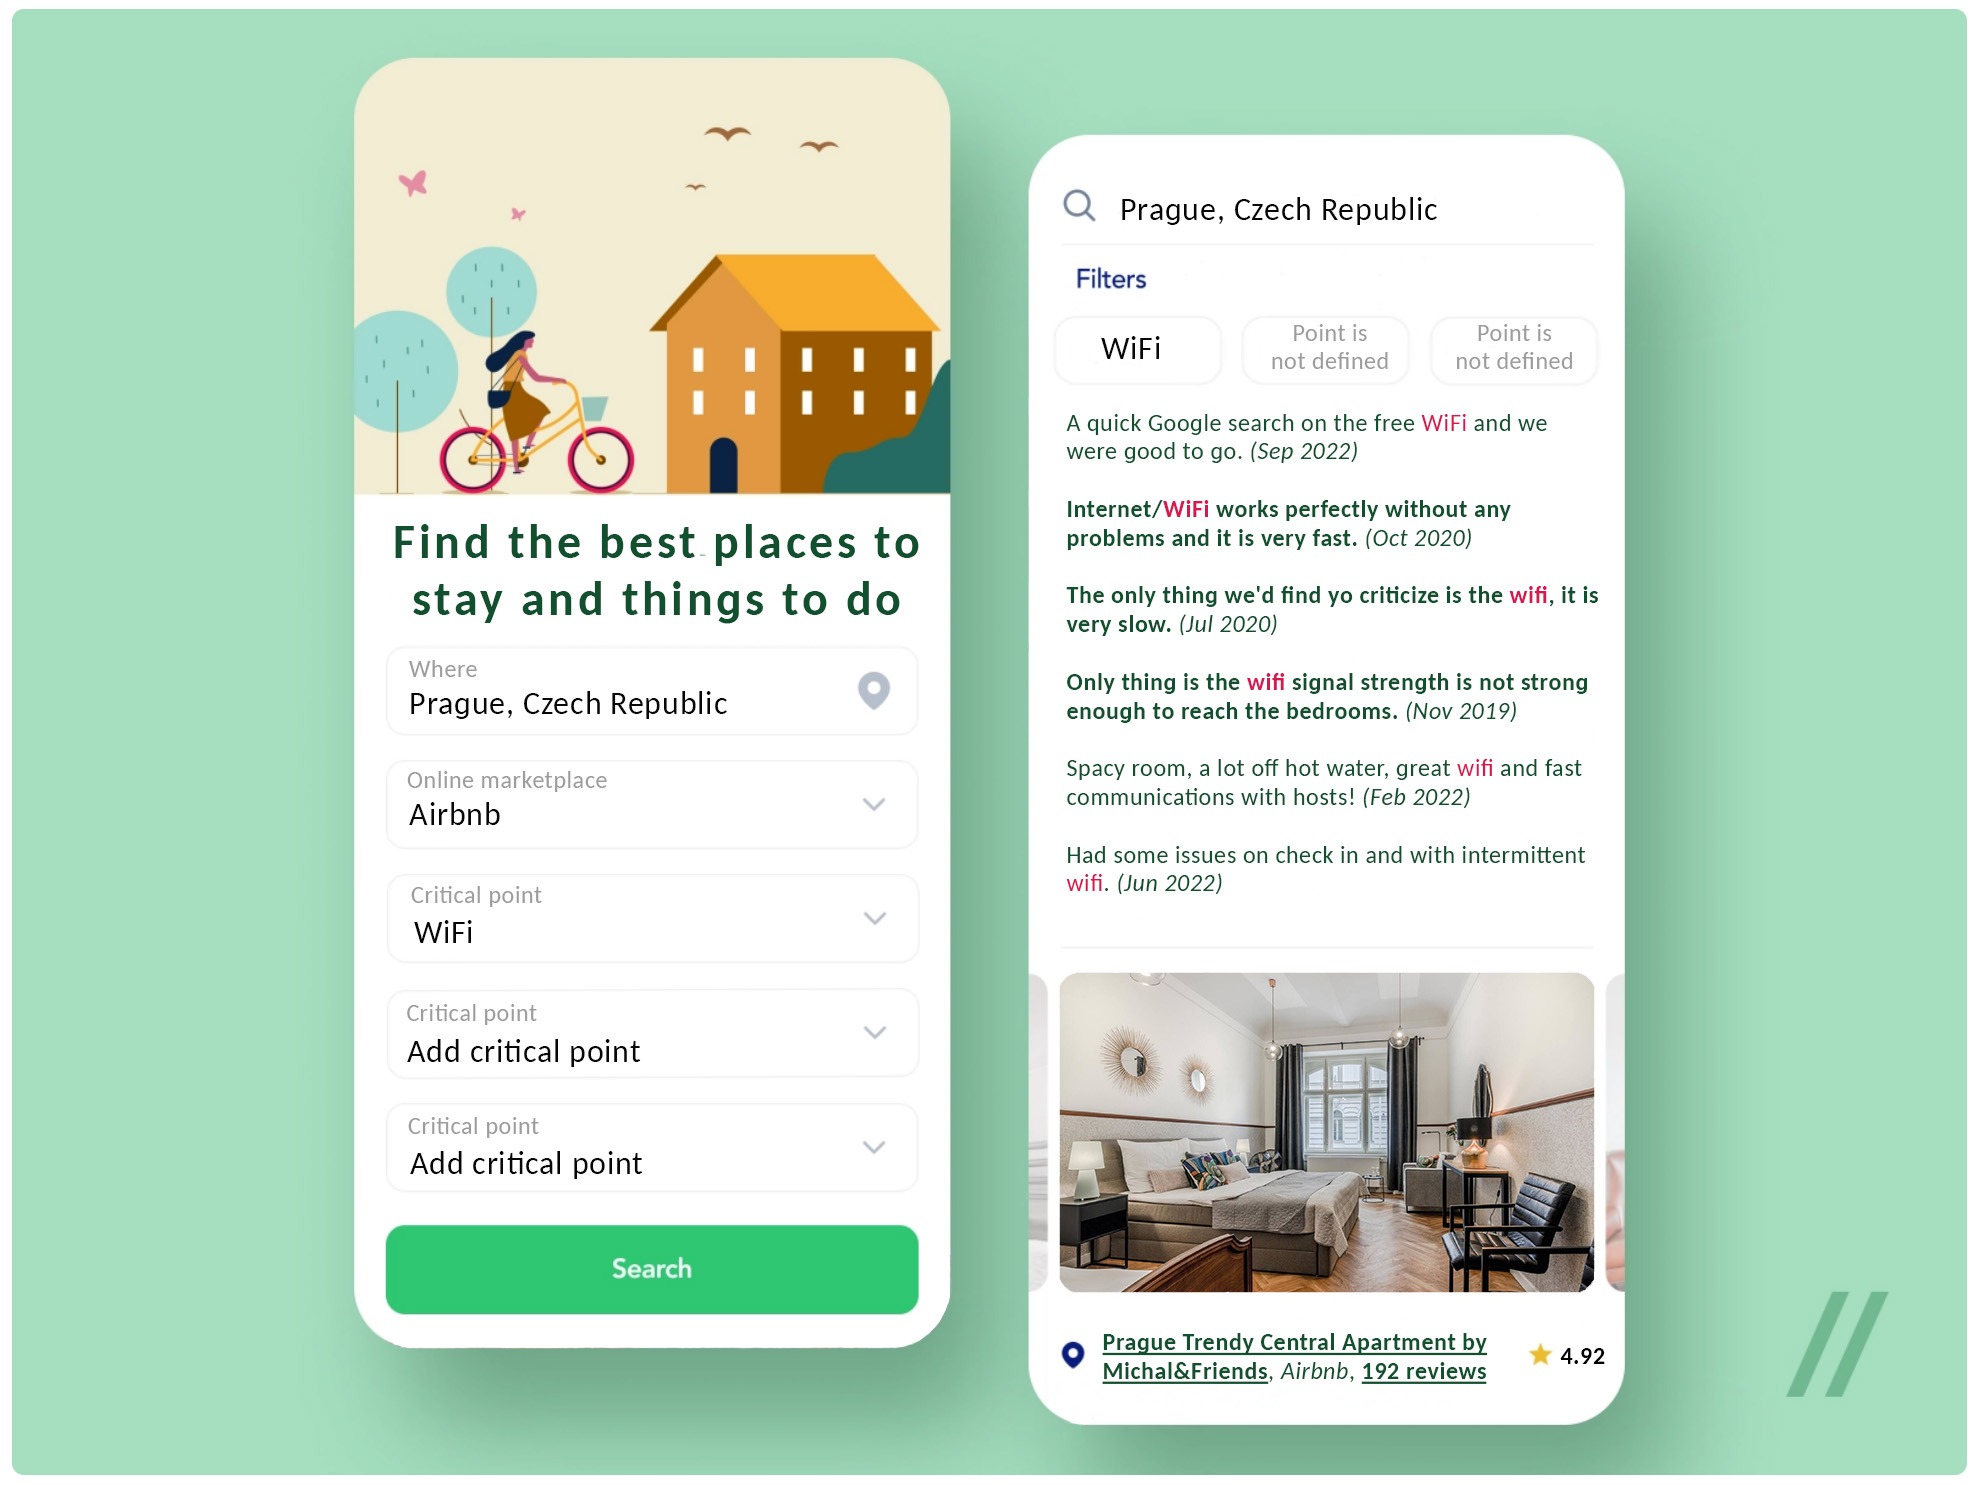 Find the best places to
stay and things to do
Where
Prague, Czech Republic
Online marketplace
Airbnb
Critical point
WiFi
Critical point
Add critical point
Critical point
Add critical point
Search
Prague, Czech Republic
Filters
WiFi
Point is
not defined
Point is
not defined
A quick Google search on the free WiFi and we
were good to go. (Sep 2022)
Internet/WiFi works perfectly without any
problems and it is very fast. (Oct 2020)
The only thing we'd find yo criticize is the wifi, it is
very slow. (Jul 2020)
Only thing is the wifi signal strength is not strong
enough to reach the bedrooms. (Nov 2019)
Spacy room, a lot off hot water, great wifi and fast
communications with hosts! (Feb 2022)
Had some issues on check in and with intermittent
wifi. (Jun 2022)
Prague Trendy Central Apartment by
Michal&Friends, Airbnb, 192 reviews
4.92